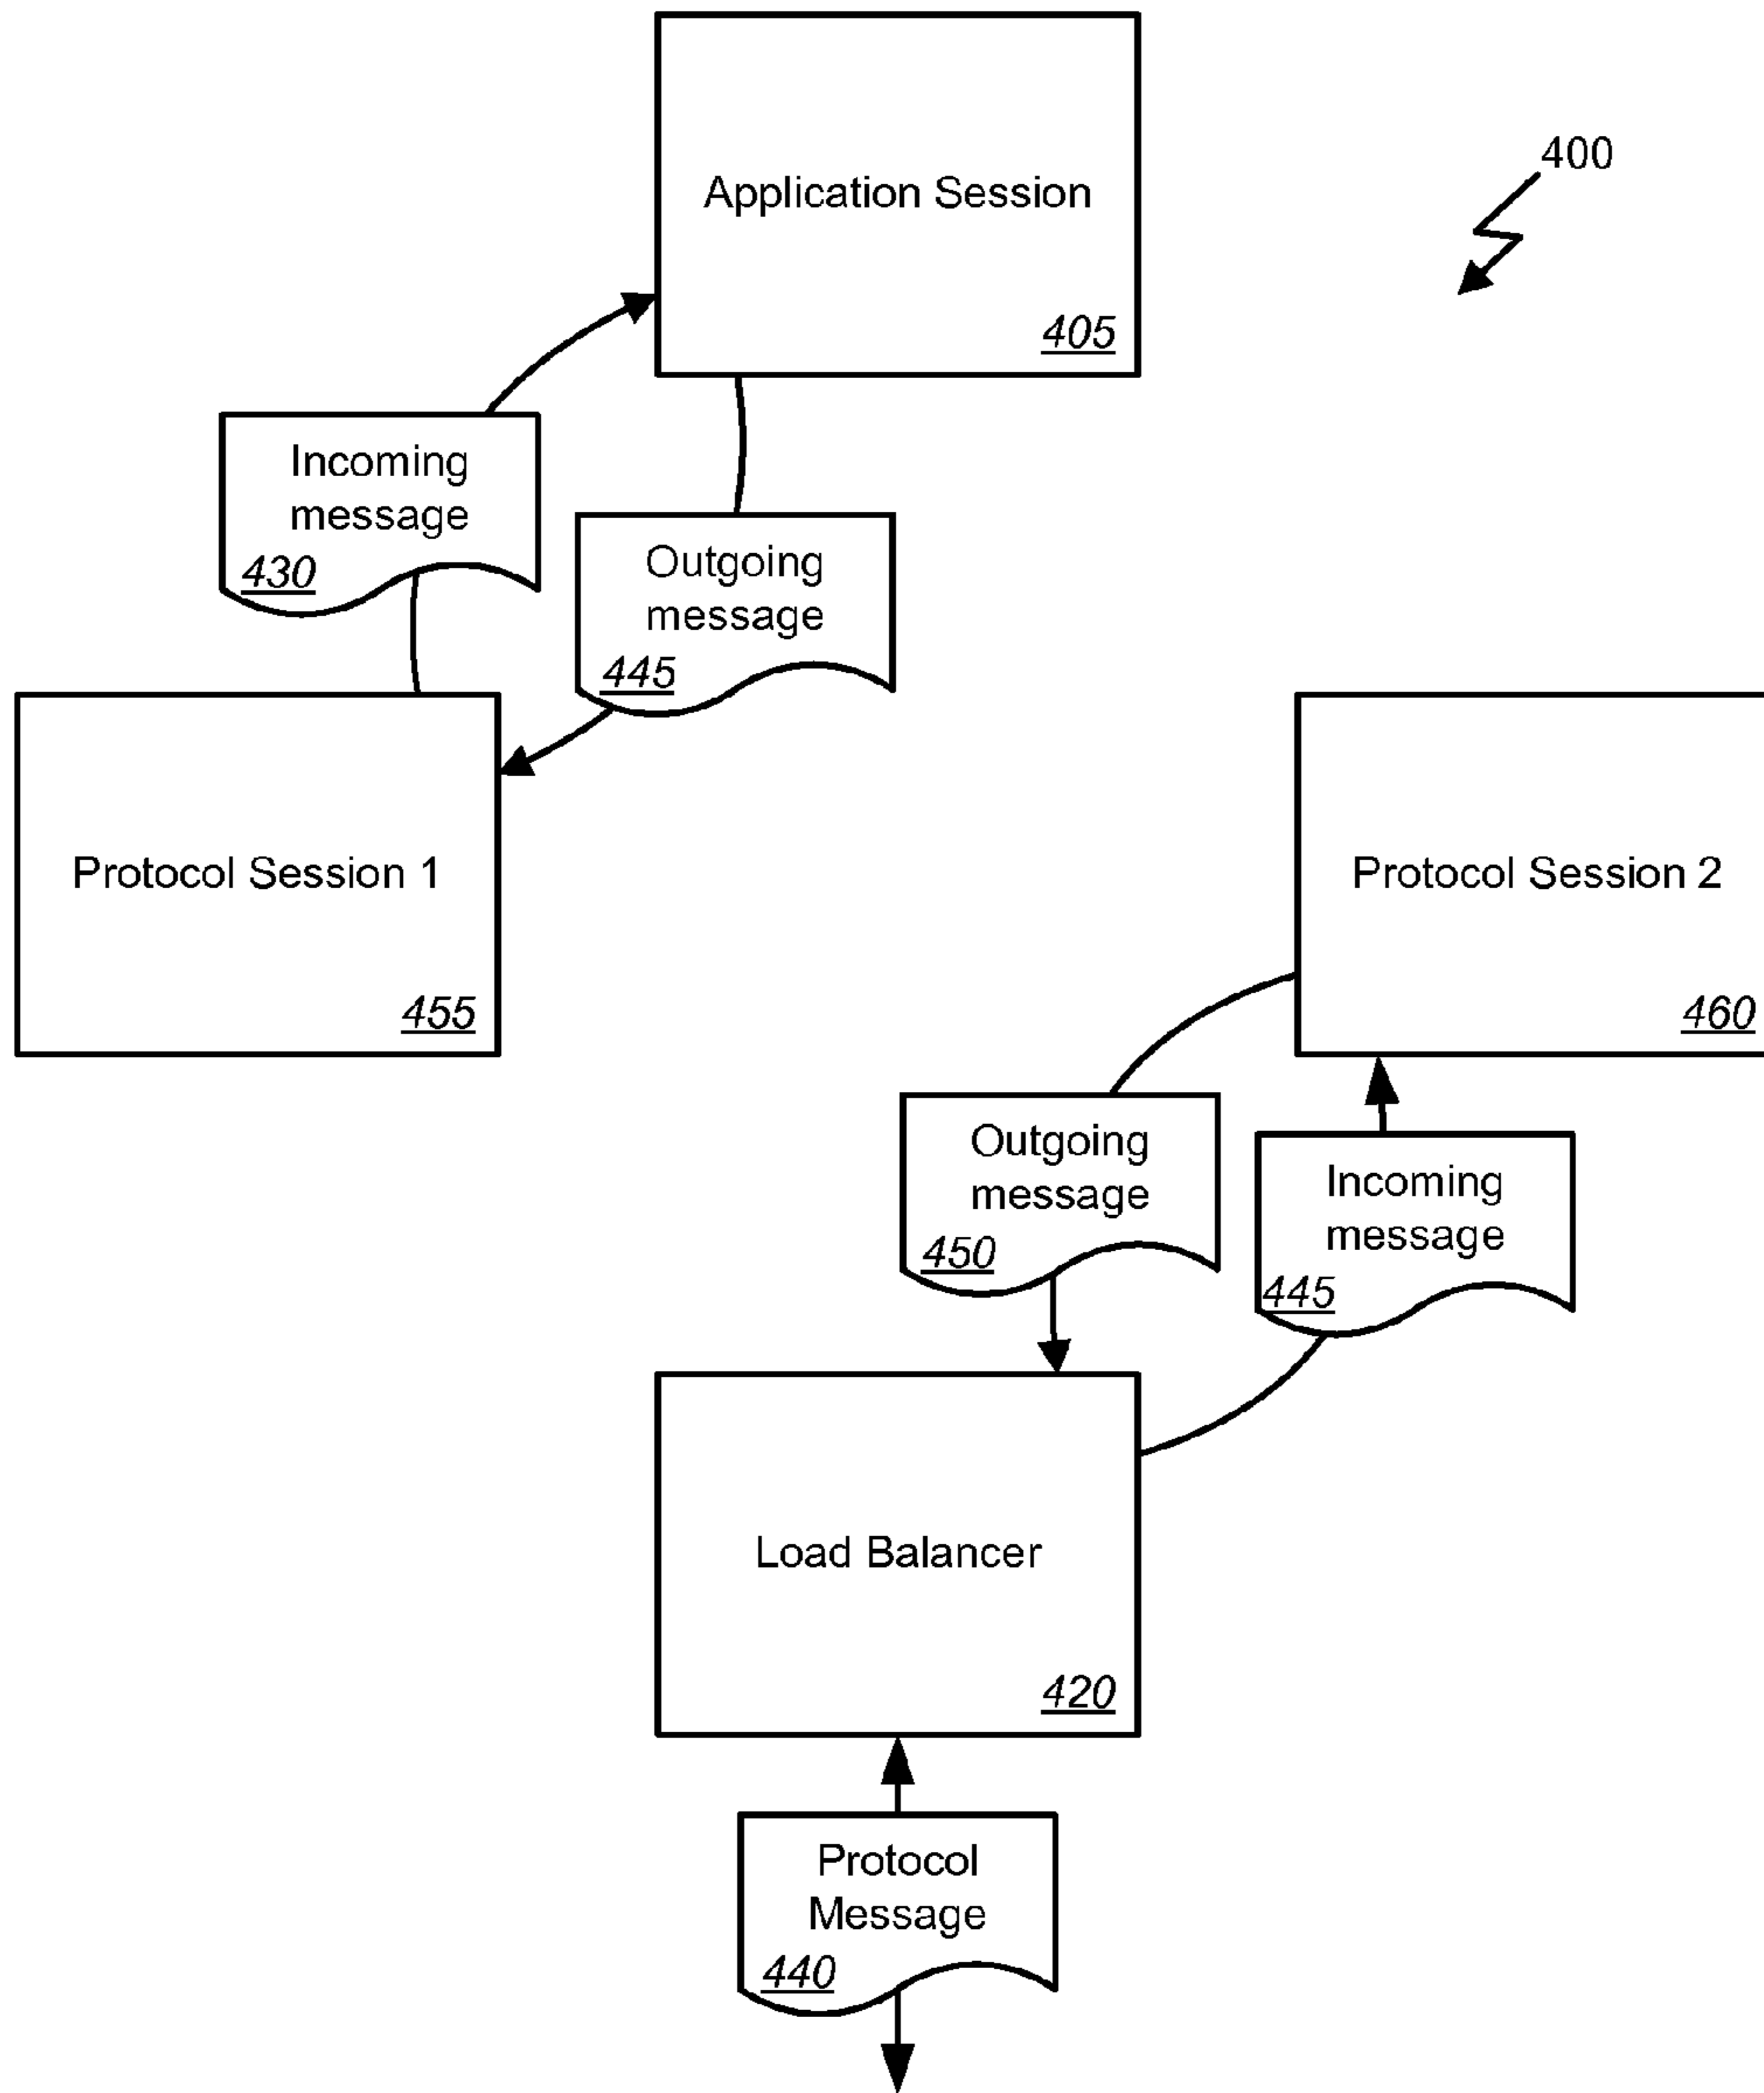 Application Session
405
400
Incoming
message
430
Outgoing
message
445
Protocol Session 1
455
Protocol Session 2
460
Outgoing
message
450
Incoming
message
445
Load Balancer
420
Protocol
Message
440